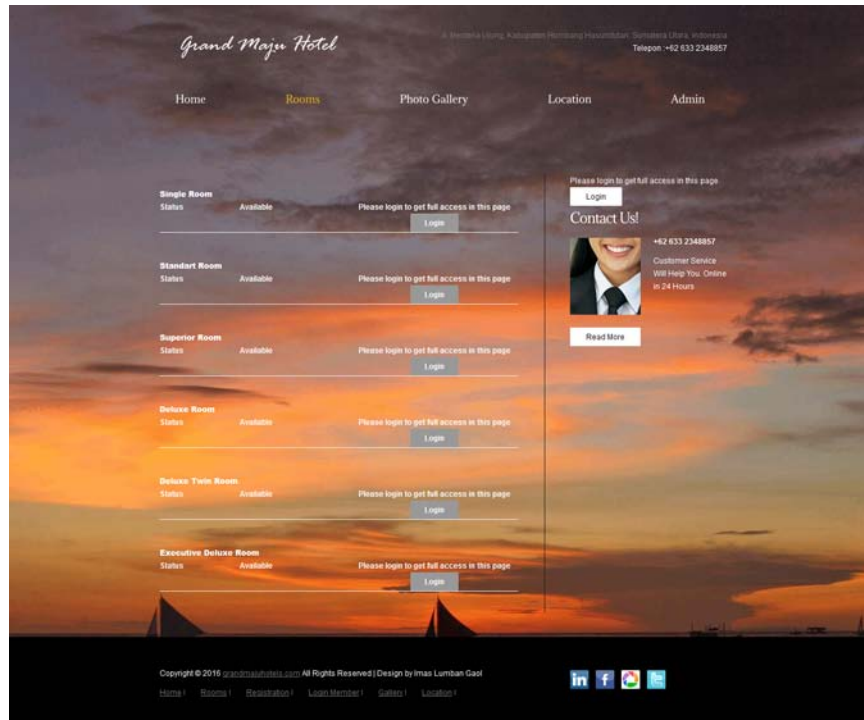 Grand Maju Hotel
Kabupaten Humbang Hasundutan, Sumatera Utara, Indonesia
Telepon :+62 633 2348857
Home Rooms Photo Gallery Location Admin
Single Room
Status Available Please login to get full access in this page
Login
Standart Room
Status Available Please login to get full access in this page
Login
Superior Room
Status Available Please login to get full access in this page
Login
Deluxe Room
Status Available Please login to get full access in this page
Login
Deluxe Twin Room
Status Available Please login to get full access in this page
Login
Executive Deluxe Room
Status Available Please login to get full access in this page
Login
Please login to get full access in this page
Login
Contact Us!
+62 633 2348857
Customer Service
Will Help You. Online
in 24 Hours
Read More
Copyright © 2016 grandmajuhotels.com All Rights Reserved | Design by Imas Lumban Gaol
Home | Rooms | Registration | Login Member | Gallery | Location |
in f